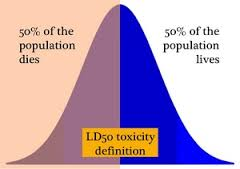 50% of the
population
dies
50% of the
population
lives
LD50 toxicity
definition